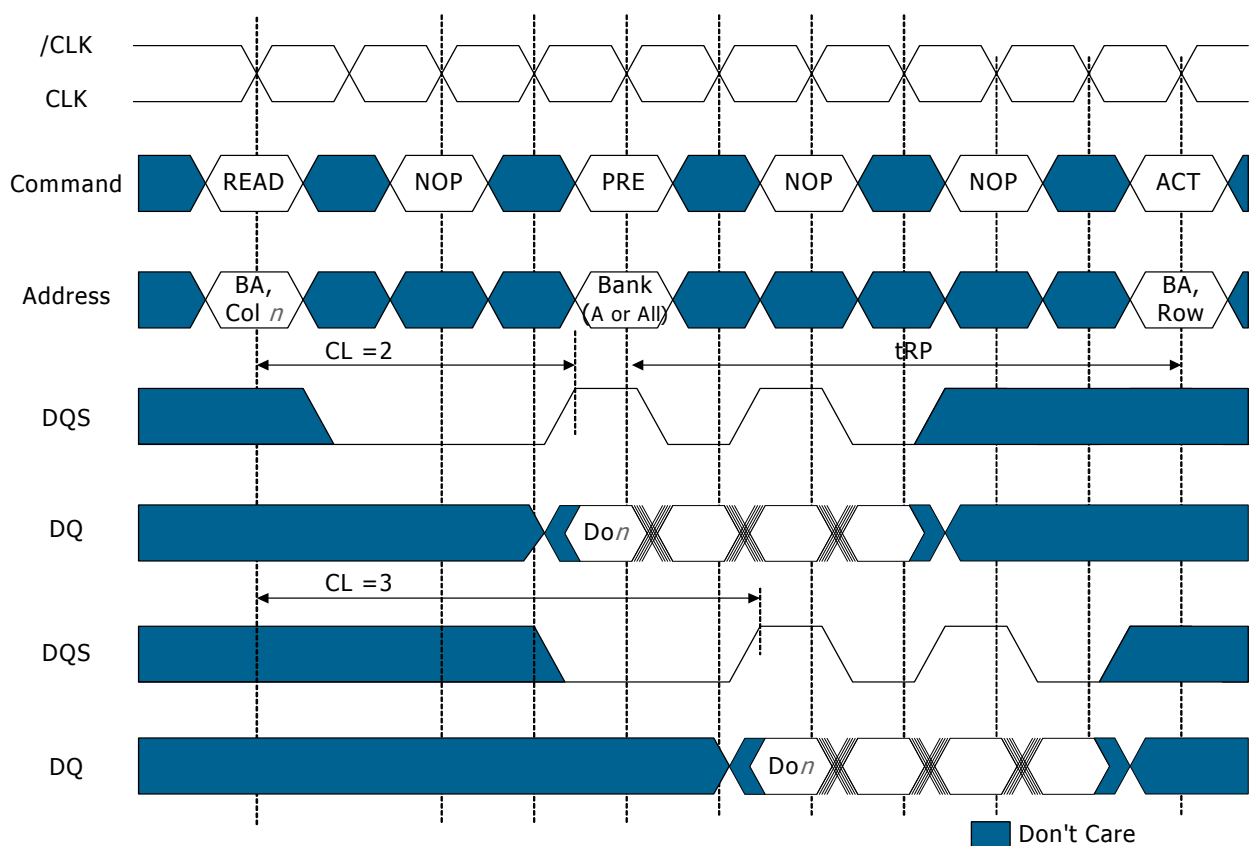 /CLK
CLK
Command READ NOP PRE NOP NOP ACT
Address BA, Col n Bank (A or All) BA, Row
CL =2 tRP
DQS
DQ Don
CL =3
DQS
DQ Don
Don't Care